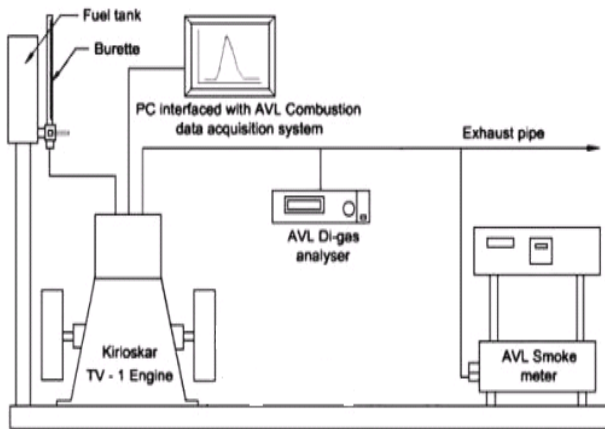 Fuel tank
Burette
PC interfaced with AVL Combustion
data acquisition system
Exhaust pipe
AVL Di-gas
analyser
Kirloskar
TV - 1 Engine
AVL Smoke
meter